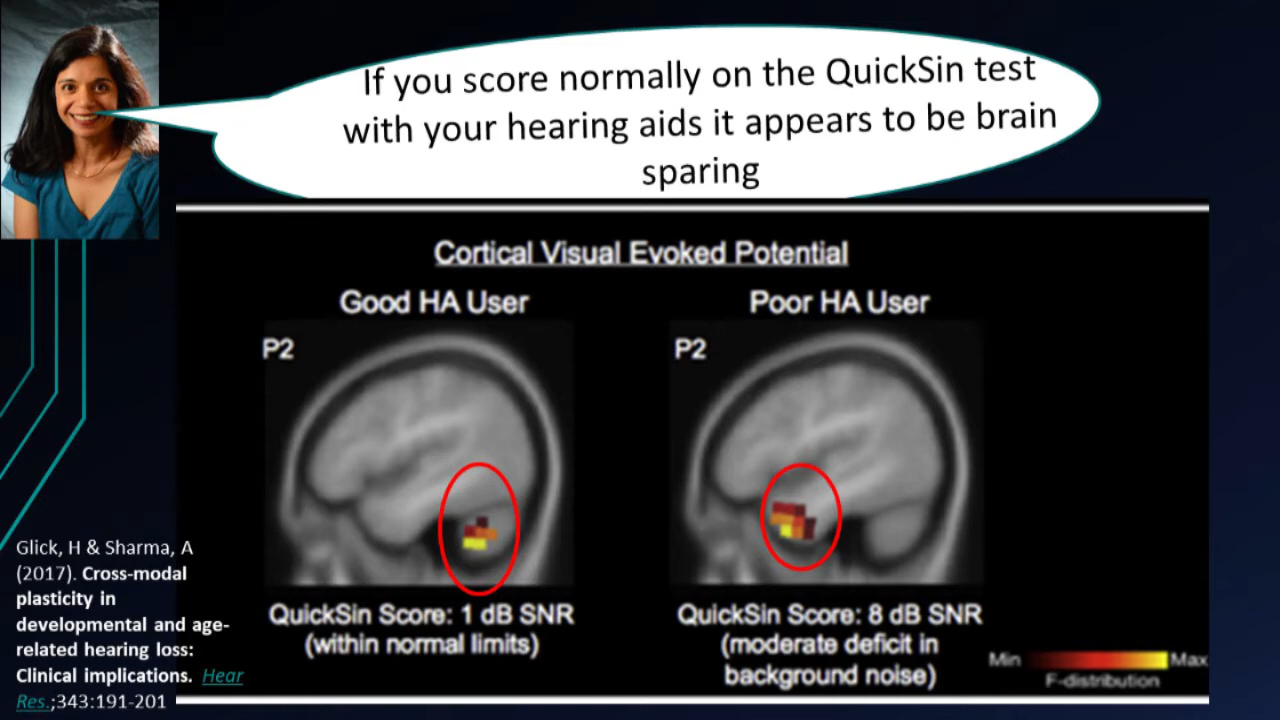 If you score normally on the QuickSin test
with your hearing aids it appears to be brain
sparing
Cortical Visual Evoked Potential
Good HA User
Poor HA User
P2
P2
QuickSin Score: 1 dB SNR
(within normal limits)
QuickSin Score: 8 dB SNR
(moderate deficit in
background noise)
Min
Max
F-distribution
Glick, H & Sharma, A
(2017). Cross-modal
plasticity in
developmental and age-
related hearing loss:
Clinical implications. Hear
Res.;343:191-201